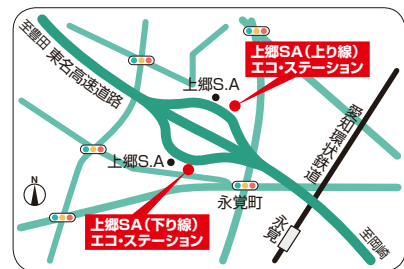 至豊田
東名高速道路
上郷SA（上り線）
エコ・ステーション
上郷S.A
愛知環状鉄道
上郷S.A
N
永覚町
永覚
至岡崎
上郷SA（下り線）
エコ・ステーション